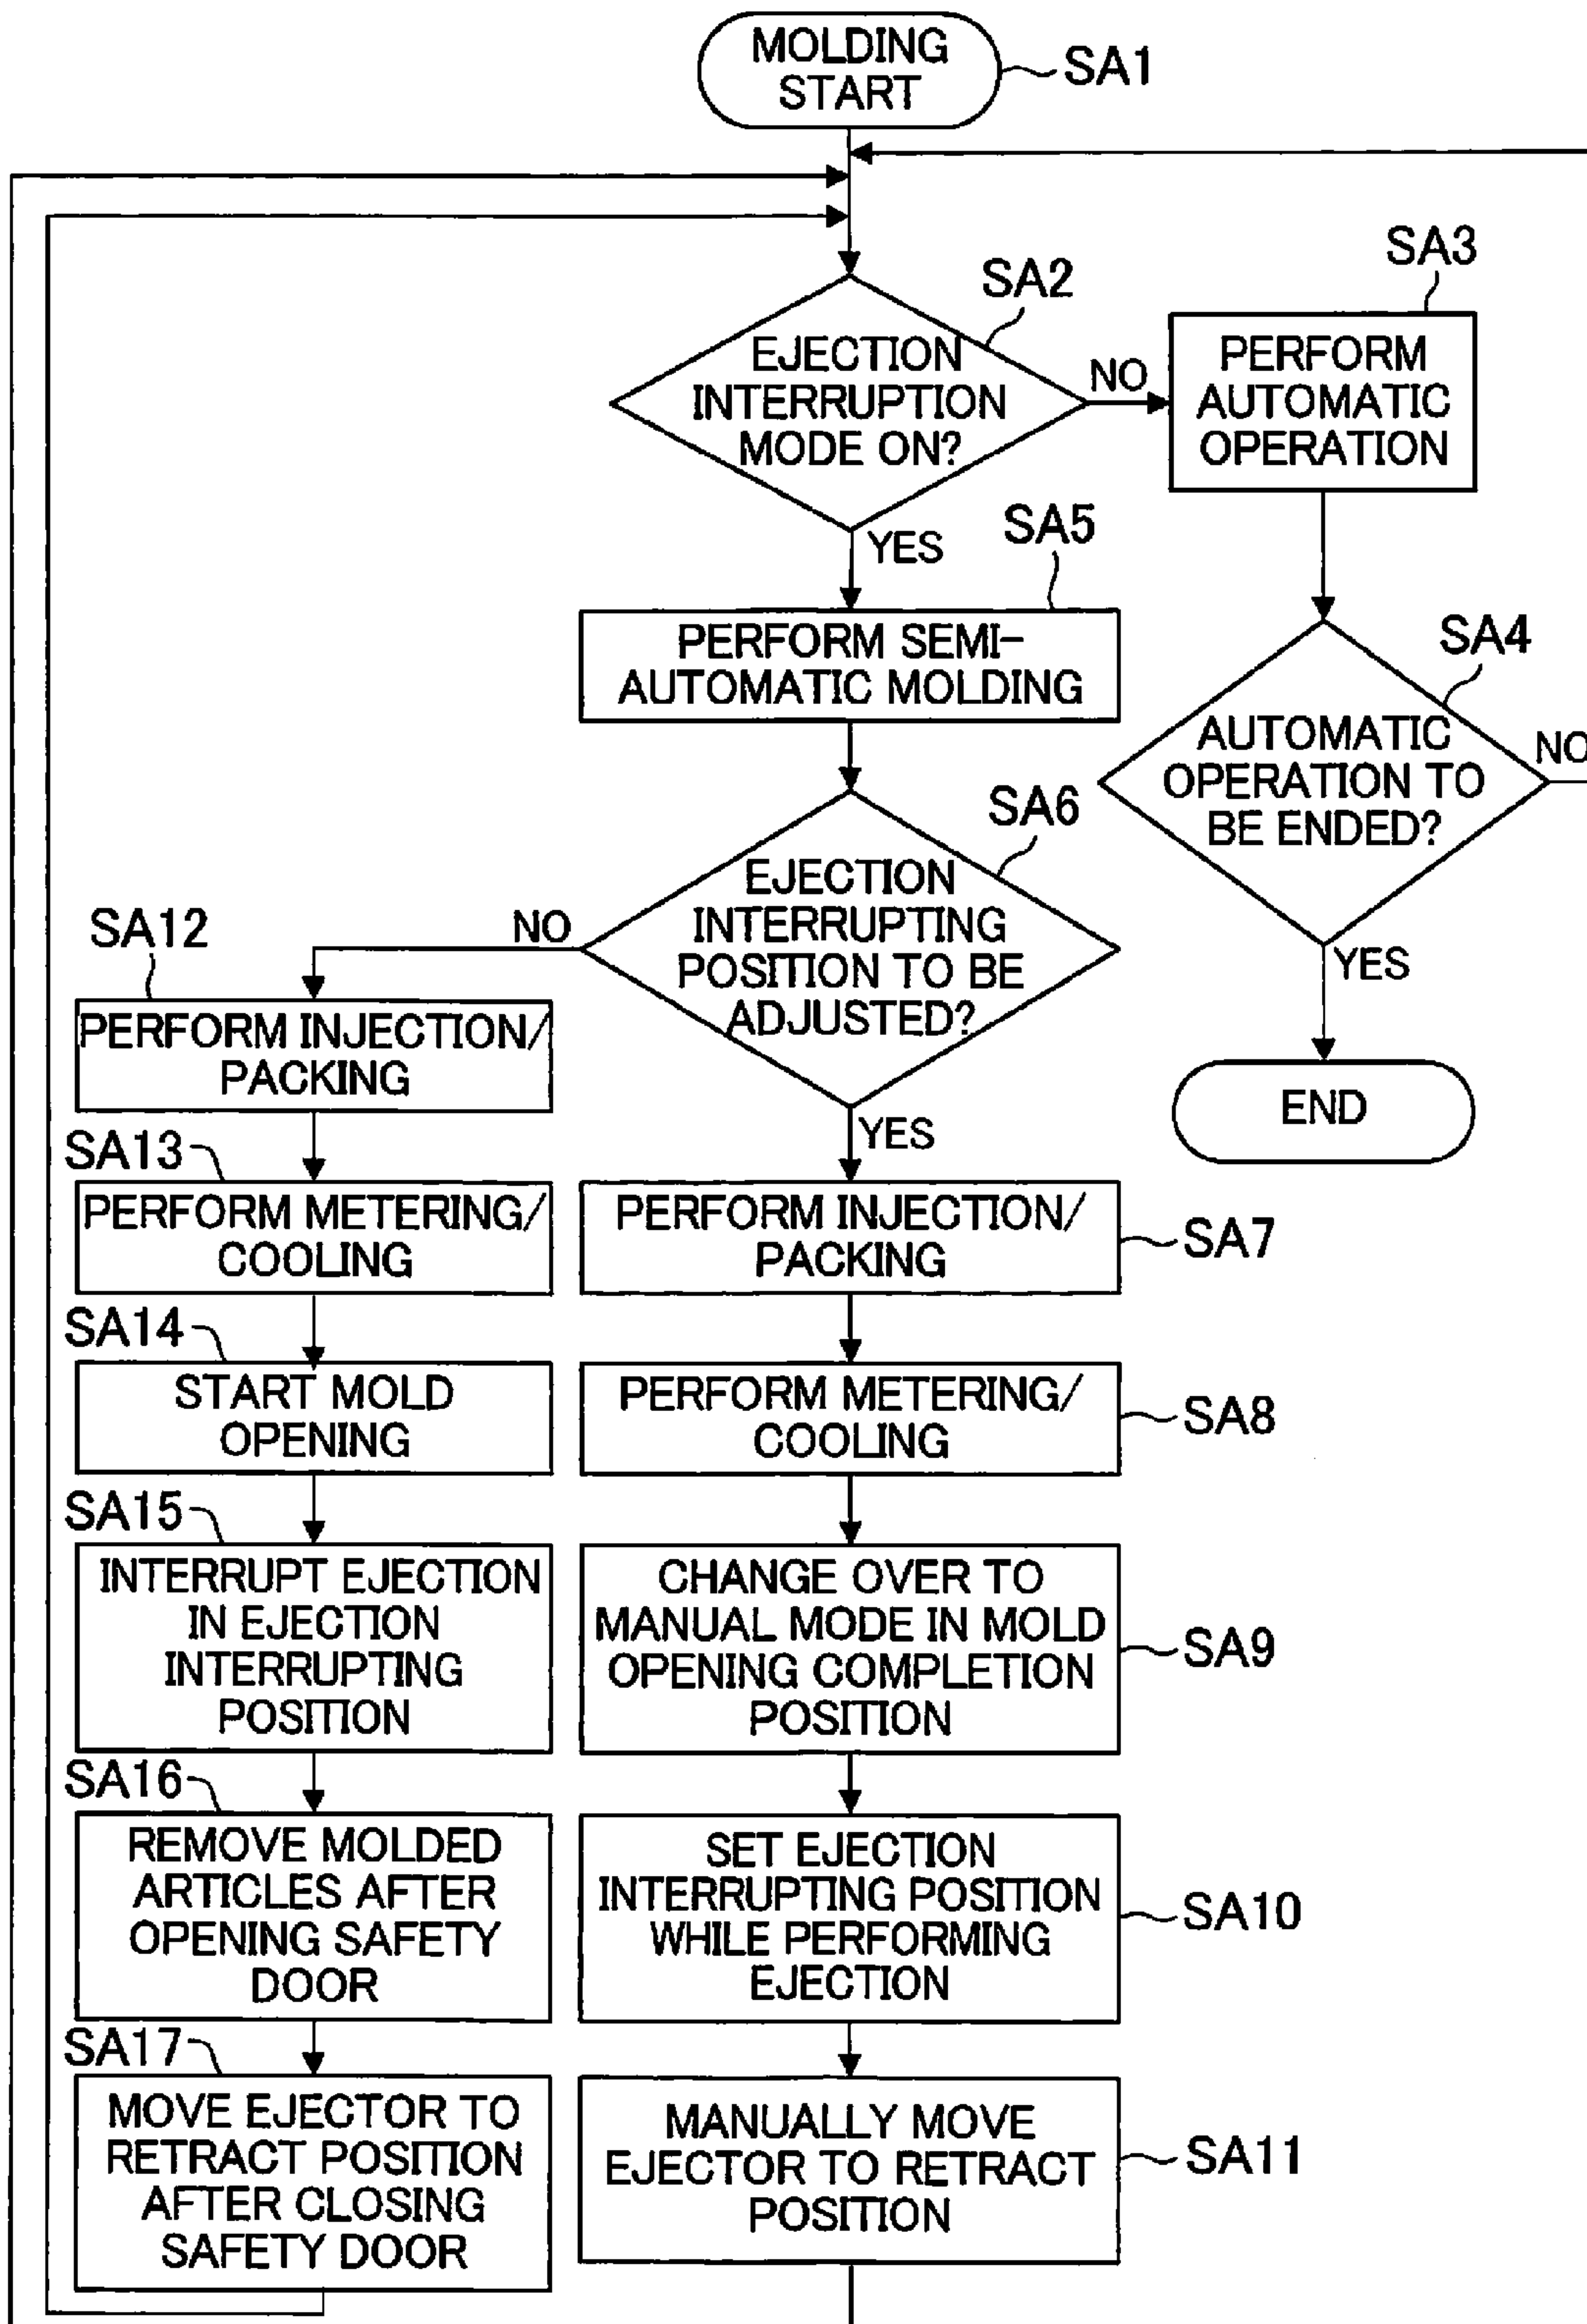 MOLDING
START
SA1
SA2
EJECTION
INTERRUPTION
MODE ON?
NO
YES
SA3
PERFORM
AUTOMATIC
OPERATION
SA4
AUTOMATIC
OPERATION TO
BE ENDED?
NO
YES
END
SA5
PERFORM SEMI-
AUTOMATIC MOLDING
SA6
EJECTION
INTERRUPTING
POSITION TO BE
ADJUSTED?
NO
YES
SA12
PERFORM INJECTION/
PACKING
SA13
PERFORM METERING/
COOLING
SA14
START MOLD
OPENING
SA15
INTERRUPT EJECTION
IN EJECTION
INTERRUPTING
POSITION
SA16
REMOVE MOLDED
ARTICLES AFTER
OPENING SAFETY
DOOR
SA17
MOVE EJECTOR TO
RETRACT POSITION
AFTER CLOSING
SAFETY DOOR
PERFORM INJECTION/
PACKING
SA7
PERFORM METERING/
COOLING
SA8
CHANGE OVER TO
MANUAL MODE IN MOLD
OPENING COMPLETION
POSITION
SA9
SET EJECTION
INTERRUPTING POSITION
WHILE PERFORMING
EJECTION
SA10
MANUALLY MOVE
EJECTOR TO RETRACT
POSITION
SA11